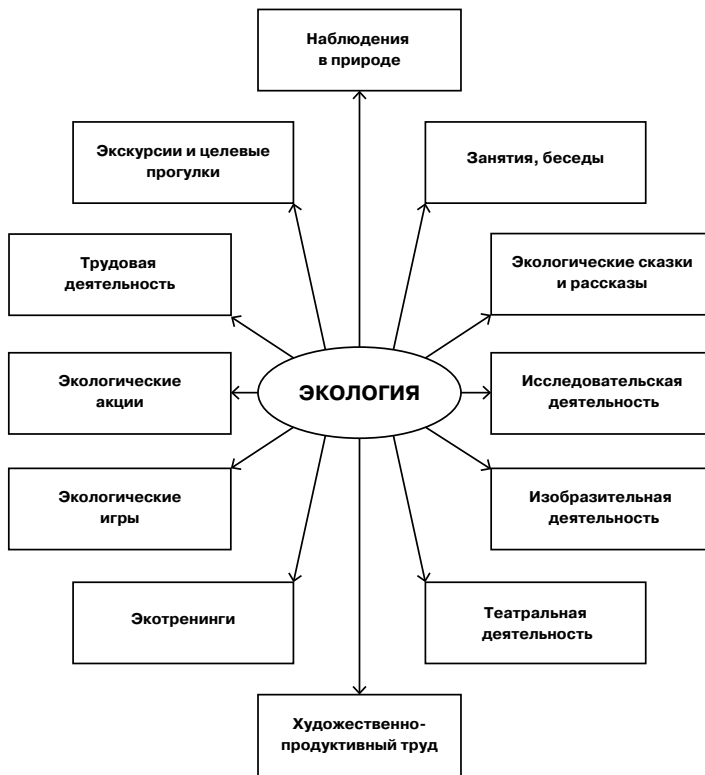 Наблюдения
в природе
Экскурсии и целевые
прогулки
Занятия, беседы
Трудовая
деятельность
Экологические сказки
и рассказы
Экологические
акции
ЭКОЛОГИЯ
Исследовательская
деятельность
Экологические
игры
Изобразительная
деятельность
Экотренинги
Театральная
деятельность
Художественно-
продуктивный труд